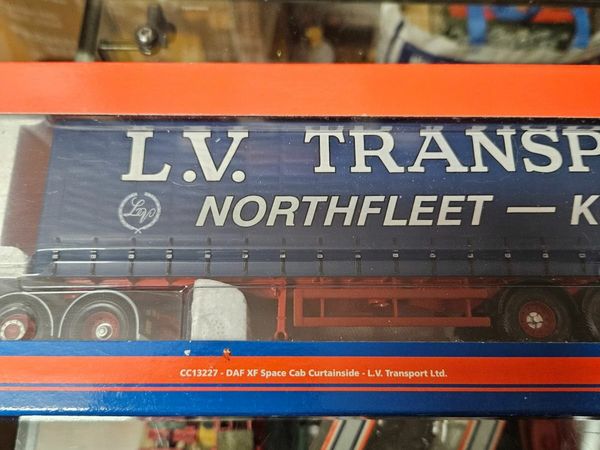 L.V. TRANSP
NORTHFLEET — K
CC13227 - DAF XF Space Cab Curtainside - L.V. Transport Ltd.